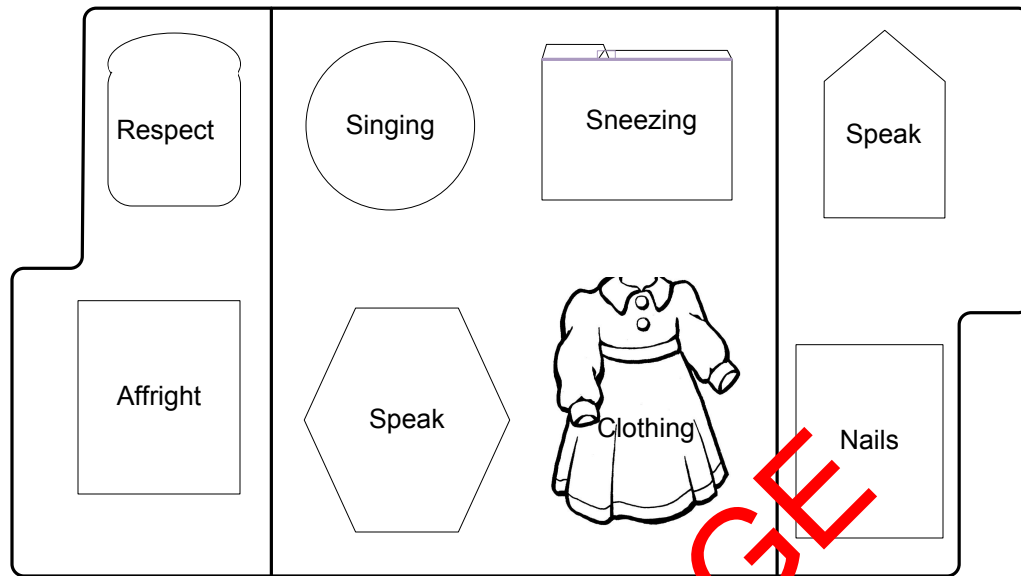 Respect
Singing
Sneezing
Speak
Affright
Speak
Clothing
Nails
GE